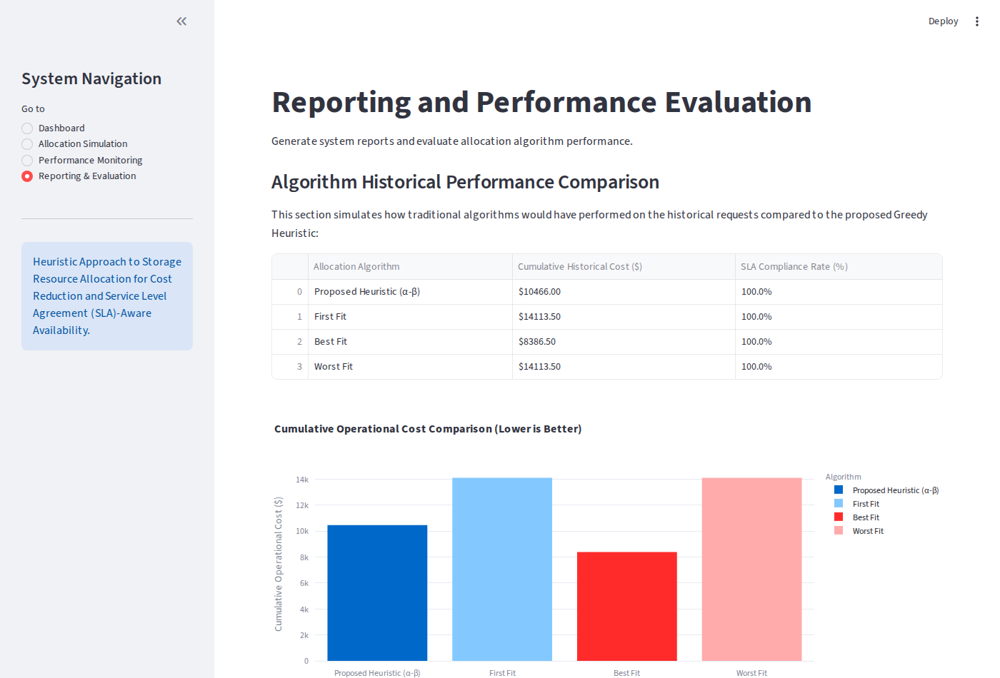 Deploy
System Navigation
Go to
Dashboard
Allocation Simulation
Performance Monitoring
Reporting & Evaluation
Heuristic Approach to Storage
Resource Allocation for Cost
Reduction and Service Level
Agreement (SLA)-Aware
Availability.
Reporting and Performance Evaluation
Generate system reports and evaluate allocation algorithm performance.
Algorithm Historical Performance Comparison
This section simulates how traditional algorithms would have performed on the historical requests compared to the proposed Greedy
Heuristic:
Allocation Algorithm Cumulative Historical Cost ($) SLA Compliance Rate (%)
0 Proposed Heuristic (α-β) $10466.00 100.0%
1 First Fit $14113.50 100.0%
2 Best Fit $8386.50 100.0%
3 Worst Fit $14113.50 100.0%
Cumulative Operational Cost Comparison (Lower is Better)
Cumulative Operational Cost ($)
14k
12k
10k
8k
6k
4k
2k
0
Proposed Heuristic (α-β) First Fit Best Fit Worst Fit
Algorithm
Proposed Heuristic (α-β)
First Fit
Best Fit
Worst Fit